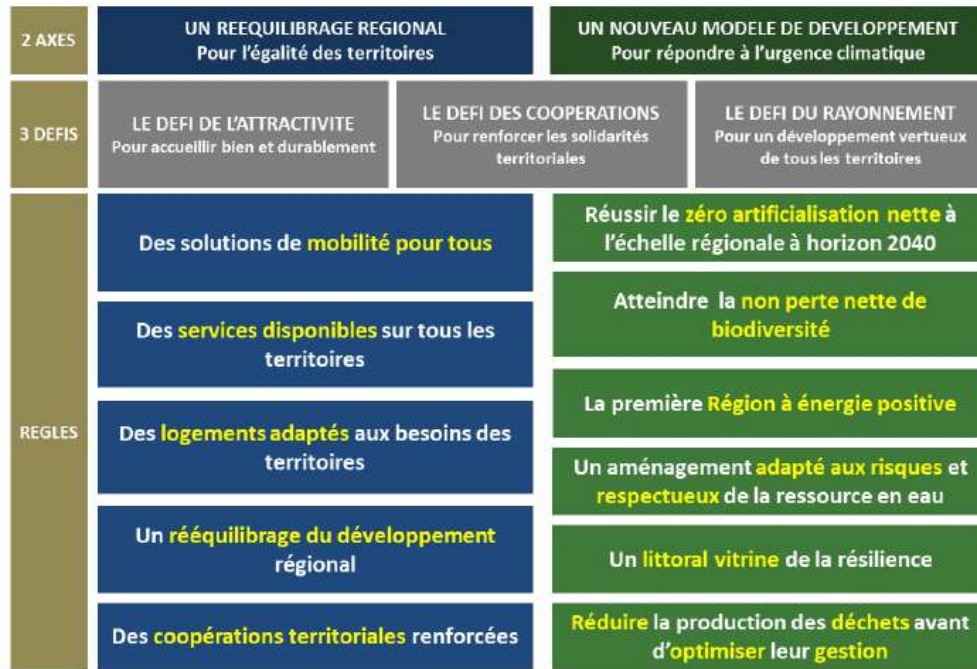 2 AXES
UN REEQUILIBRAGE REGIONAL
Pour l'égalité des territoires
UN NOUVEAU MODELE DE DEVELOPPEMENT
Pour répondre à l'urgence climatique
3 DEFIS
LE DEFI DE L'ATTRACTIVITE
Pour accueillir bien et durablement
LE DEFI DES COOPERATIONS
Pour renforcer les solidarités
territoriales
LE DEFI DU RAYONNEMENT
Pour un développement vertueux
de tous les territoires
REGLES
Des solutions de mobilité pour tous
Des services disponibles sur tous les
territoires
Des logements adaptés aux besoins des
territoires
Un rééquilibrage du développement
régional
Des coopérations territoriales renforcées
Réussir le zéro artificialisation nette à
l'échelle régionale à horizon 2040
Atteindre la non perte nette de
biodiversité
La première Région à énergie positive
Un aménagement adapté aux risques et
respectueux de la ressource en eau
Un littoral vitrine de la résilience
Réduire la production des déchets avant
d'optimiser leur gestion